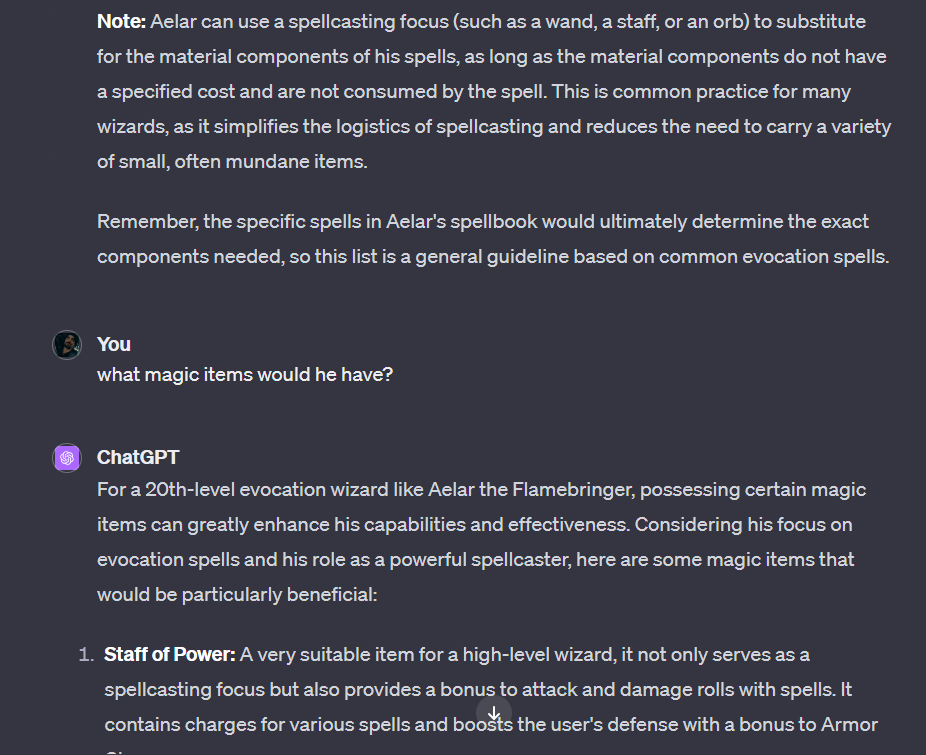 Note: Aelar can use a spellcasting focus (such as a wand, a staff, or an orb) to substitute
for the material components of his spells, as long as the material components do not have
a specified cost and are not consumed by the spell. This is common practice for many
wizards, as it simplifies the logistics of spellcasting and reduces the need to carry a variety
of small, often mundane items.
Remember, the specific spells in Aelar's spellbook would ultimately determine the exact
components needed, so this list is a general guideline based on common evocation spells.
You
what magic items would he have?
ChatGPT
For a 20th-level evocation wizard like Aelar the Flamebringer, possessing certain magic
items can greatly enhance his capabilities and effectiveness. Considering his focus on
evocation spells and his role as a powerful spellcaster, here are some magic items that
would be particularly beneficial:
1. Staff of Power: A very suitable item for a high-level wizard, it not only serves as a
spellcasting focus but also provides a bonus to attack and damage rolls with spells. It
contains charges for various spells and boosts the user's defense with a bonus to Armor